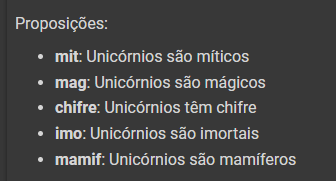 Proposições:
• mit: Unicórnios são míticos
• mag: Unicórnios são mágicos
• chifre: Unicórnios têm chifre
• imo: Unicórnios são imortais
• mamif: Unicórnios são mamíferos